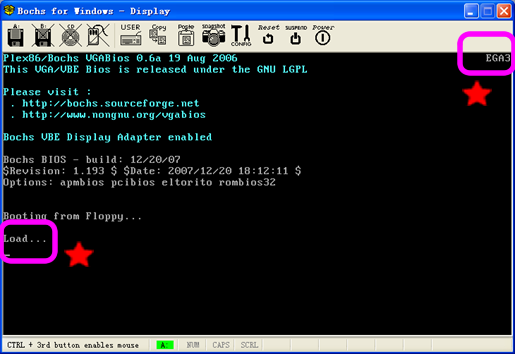 Bochs for Windows - Display
A:
B:
CD
USER
Copy
Paste
snapshot
CONFIG
Reset
SUSPEND
Power
Plex86/Bochs VGABios 0.6a 19 Aug 2006
EGA3
This VGA/VBE Bios is released under the GNU LGPL
Please visit :
. http://bochs.sourceforge.net
. http://www.nongnu.org/vgabios
Bochs VBE Display Adapter enabled
Bochs BIOS - build: 12/20/07
$Revision: 1.193 $ $Date: 2007/12/20 18:12:11 $
Options: apmbios pcibios eltorito rombios32
Booting from Floppy...
Load...
_
CTRL + 3rd button enables mouse
A:
NUM
CAPS
SCRL